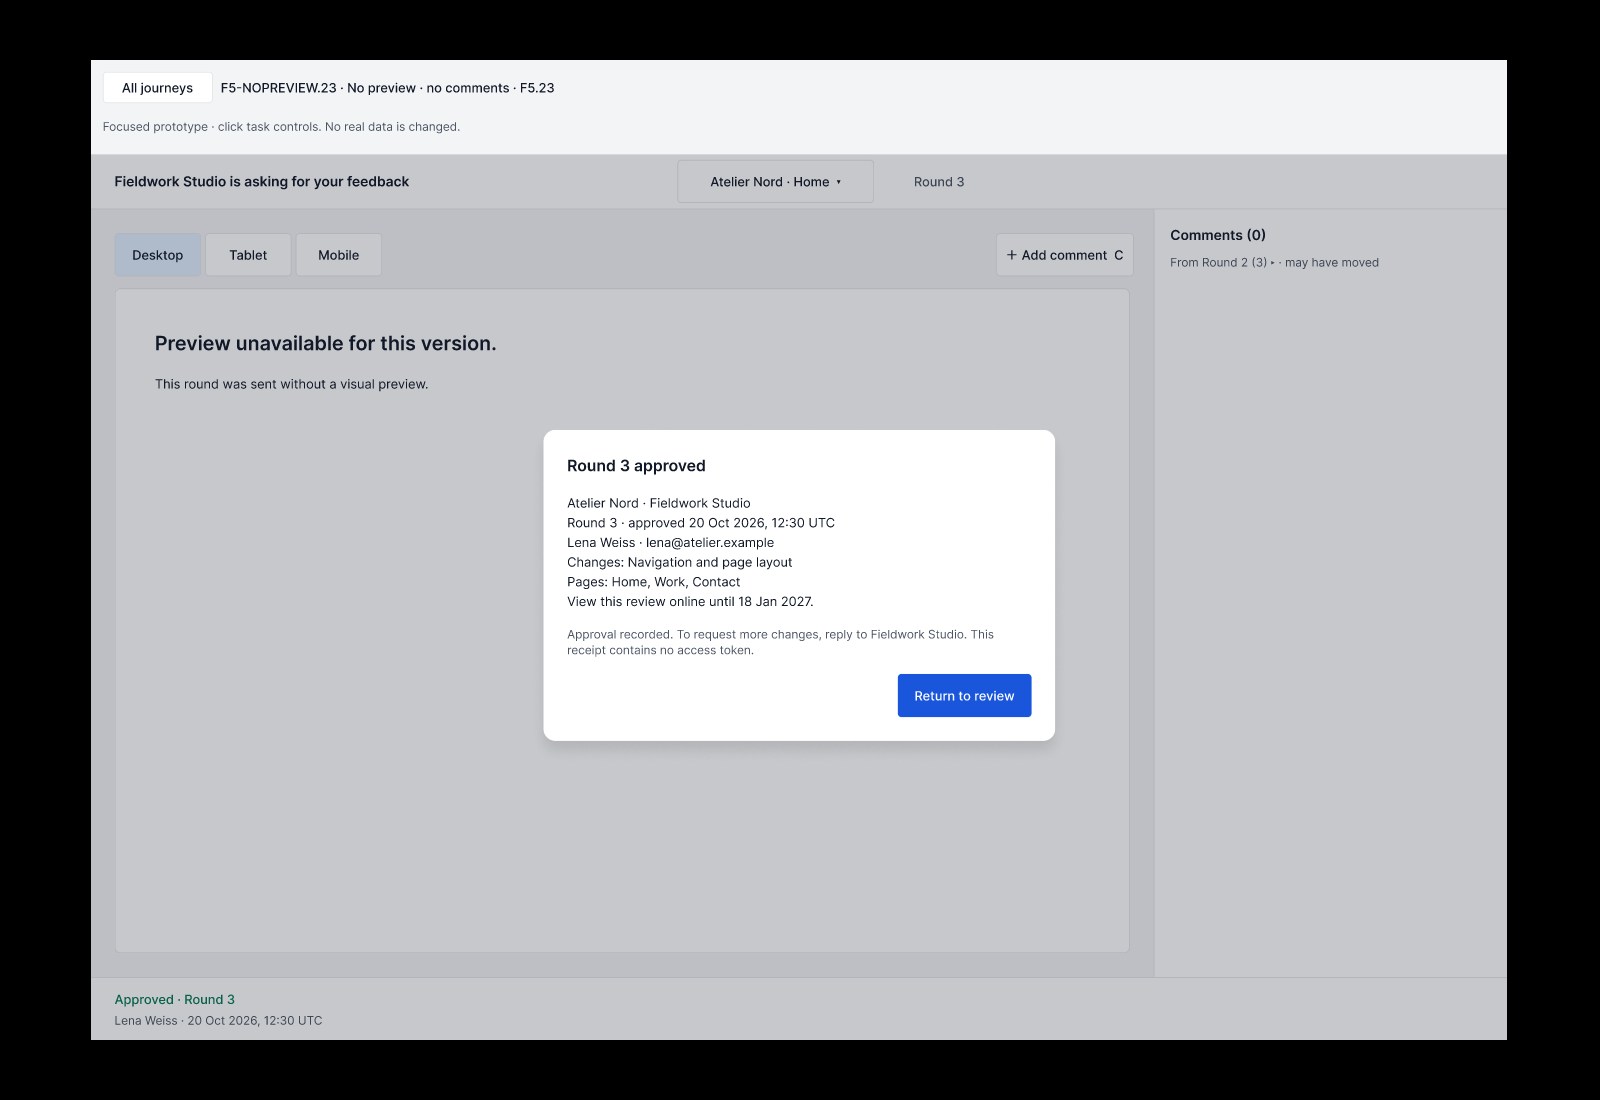 All journeys
F5-NOPREVIEW.23 · No preview · no comments · F5.23
Focused prototype · click task controls. No real data is changed.
Fieldwork Studio is asking for your feedback
Atelier Nord · Home ▾
Round 3
Desktop
Tablet
Mobile
+ Add comment C
Comments (0)
From Round 2 (3) ▸ · may have moved
Preview unavailable for this version.
This round was sent without a visual preview.
Round 3 approved
Atelier Nord · Fieldwork Studio
Round 3 · approved 20 Oct 2026, 12:30 UTC
Lena Weiss · lena@atelier.example
Changes: Navigation and page layout
Pages: Home, Work, Contact
View this review online until 18 Jan 2027.
Approval recorded. To request more changes, reply to Fieldwork Studio. This
receipt contains no access token.
Return to review
Approved · Round 3
Lena Weiss · 20 Oct 2026, 12:30 UTC